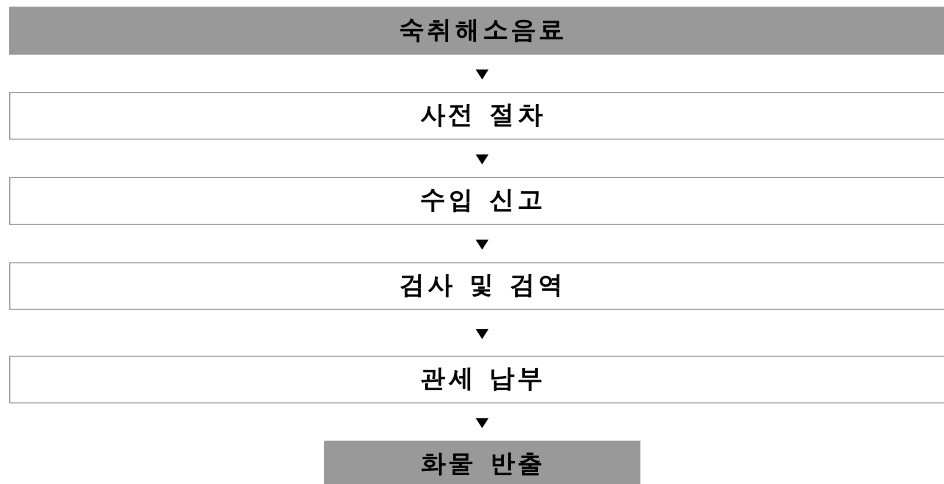 숙취해소음료
▼
사전 절차
▼
수입 신고
▼
검사 및 검역
▼
관세 납부
▼
화물 반출